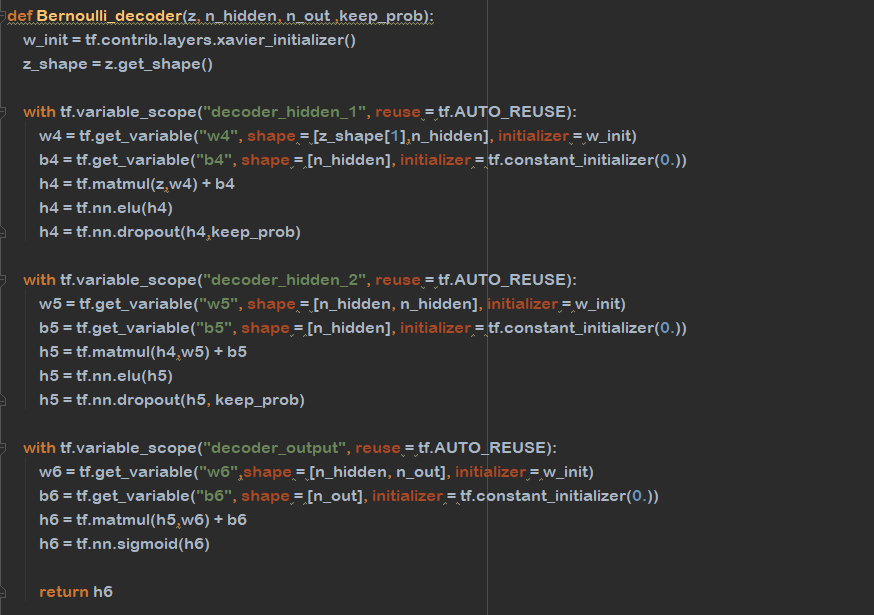 def Bernoulli_decoder(z, n_hidden, n_out ,keep_prob):
    w_init = tf.contrib.layers.xavier_initializer()
    z_shape = z.get_shape()

    with tf.variable_scope("decoder_hidden_1", reuse = tf.AUTO_REUSE):
        w4 = tf.get_variable("w4", shape = [z_shape[1],n_hidden], initializer = w_init)
        b4 = tf.get_variable("b4", shape = [n_hidden], initializer = tf.constant_initializer(0.))
        h4 = tf.matmul(z,w4) + b4
        h4 = tf.nn.elu(h4)
        h4 = tf.nn.dropout(h4,keep_prob)

    with tf.variable_scope("decoder_hidden_2", reuse = tf.AUTO_REUSE):
        w5 = tf.get_variable("w5", shape = [n_hidden, n_hidden], initializer = w_init)
        b5 = tf.get_variable("b5", shape = [n_hidden], initializer = tf.constant_initializer(0.))
        h5 = tf.matmul(h4,w5) + b5
        h5 = tf.nn.elu(h5)
        h5 = tf.nn.dropout(h5, keep_prob)

    with tf.variable_scope("decoder_output", reuse = tf.AUTO_REUSE):
        w6 = tf.get_variable("w6",shape = [n_hidden, n_out], initializer = w_init)
        b6 = tf.get_variable("b6", shape = [n_out], initializer = tf.constant_initializer(0.))
        h6 = tf.matmul(h5,w6) + b6
        h6 = tf.nn.sigmoid(h6)

        return h6